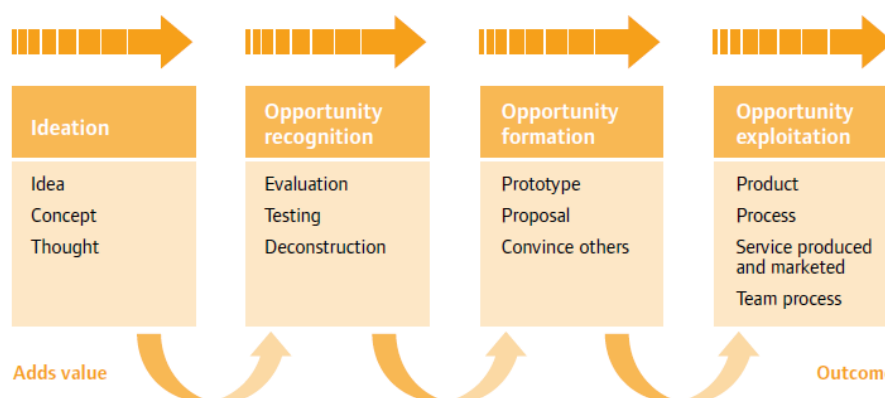 Ideation
Idea
Concept
Thought
Opportunity
recognition
Evaluation
Testing
Deconstruction
Opportunity
formation
Prototype
Proposal
Convince others
Opportunity
exploitation
Product
Process
Service produced
and marketed
Team process
Adds value
Outcom